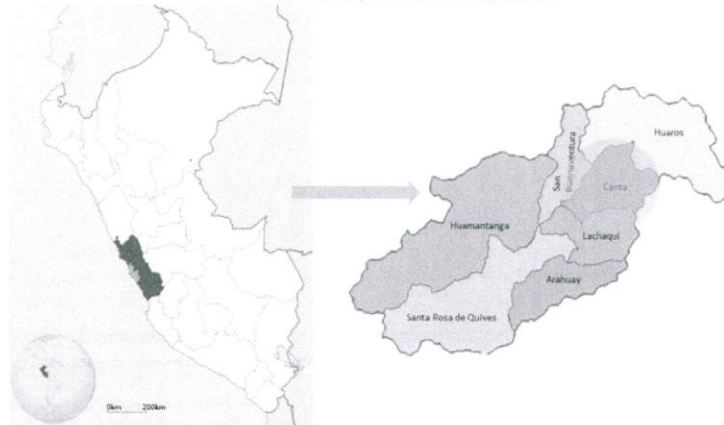 Huaros
San
Buenaventura
Canta
Huamantanga
Lachaqui
Arahuay
Santa Rosa de Quives
0km 200km